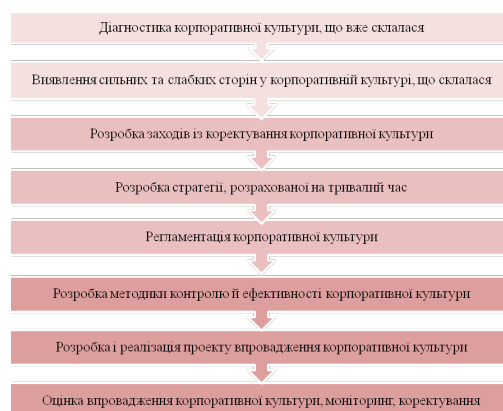 Діагностика корпоративної культури, що вже склалася
Виявлення сильних та слабких сторін у корпоративній культурі, що склалася
Розробка заходів із коректування корпоративної культури
Розробка стратегії, розрахованої на тривалий час
Регламентація корпоративної культури
Розробка методики контролю й ефективності корпоративної культури
Розробка і реалізація проекту впровадження корпоративної культури
Оцінка впровадження корпоративної культури, моніторинг, коректування